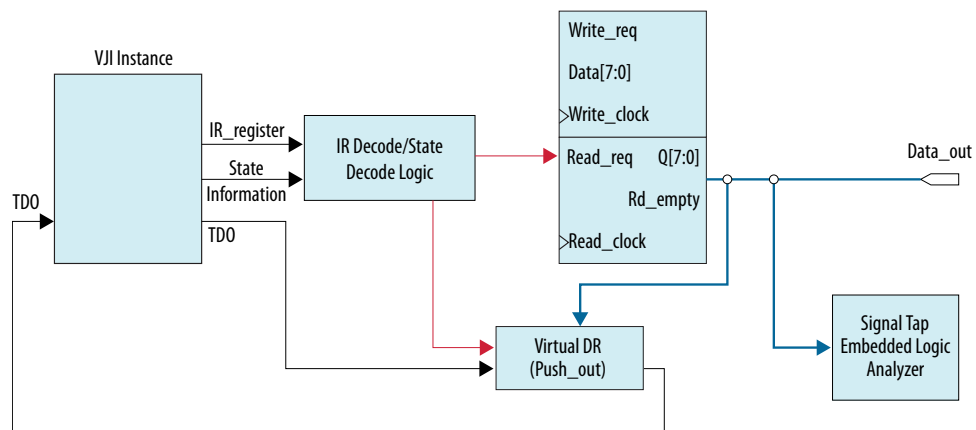 VJI Instance
TDO
IR_register
State
Information
TDO
IR Decode/State
Decode Logic
Write_req
Data[7:0]
Write_clock
Read_req Q[7:0]
Rd_empty
Read_clock
Data_out
Virtual DR
(Push_out)
Signal Tap
Embedded Logic
Analyzer